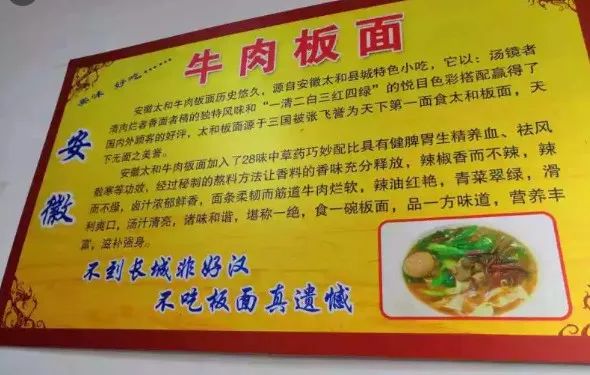 牛肉板面
美味 好吃……
安徽
安徽太和牛肉板面历史悠久,源自安徽太和县城特色小吃,它以:汤镜者
清肉烂者香面者精的独特风味和“一清二白三红四绿”的悦目色彩搭配赢得了
国内外顾客的好评,太和板面源于三国被张飞誉为天下第一面食太和板面,天
下无面之美誉。
安徽太和牛肉板面加入了28味中草药巧妙配比具有健脾胃生精养血、祛风
散寒等功效,经过秘制的熬料方法让香料的香味充分释放,辣椒香而不辣,辣
而不燥,卤汁浓郁鲜香,面条柔韧而筋道牛肉烂软,辣油红艳,青菜翠绿,滑
利爽口,汤汁清亮,诸味和谐,堪称一绝,食一碗板面,品一方味道,营养丰
富,滋补强身。
不到长城非好汉
不吃板面真遗憾